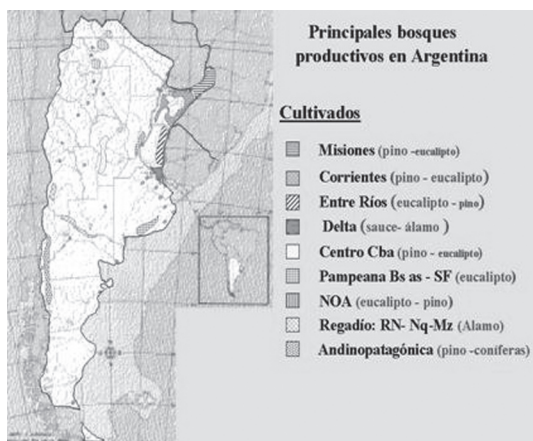 Principales bosques
productivos en Argentina
Cultivados
Misiones (pino -eucalipto)
Corrientes (pino - eucalipto)
Entre Ríos (eucalipto - pino)
Delta (sauce- álamo )
Centro Cba (pino - eucalipto)
Pampeana Bs as - SF (eucalipto)
NOA (eucalipto - pino)
Regadío: RN- Nq-Mz (Alamo)
Andinopatagónica (pino -coníferas)